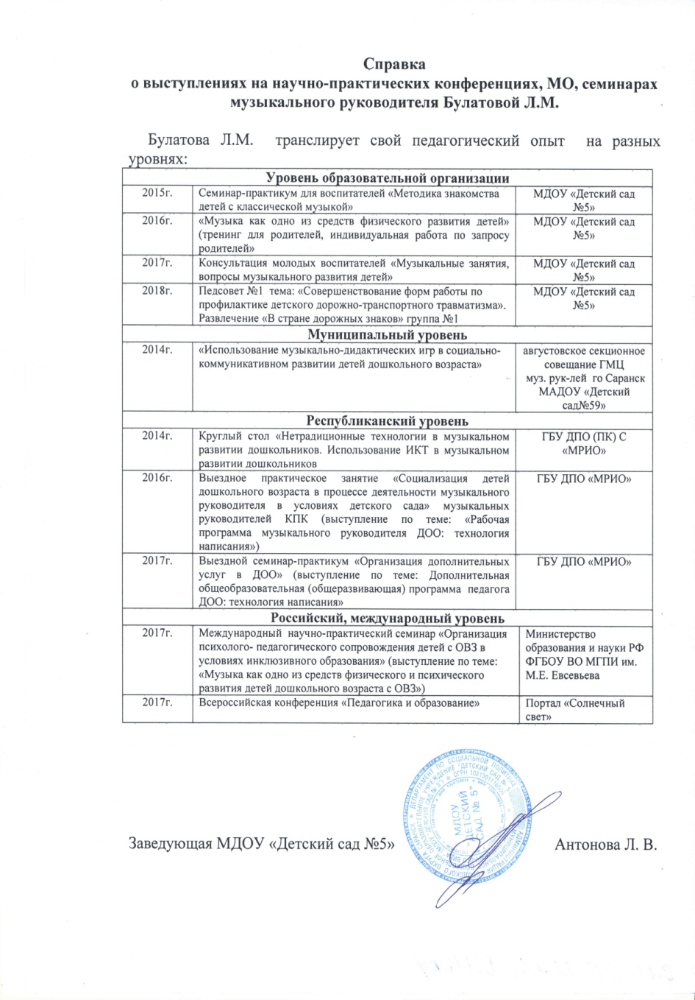 Справка
о выступлениях на научно-практических конференциях, МО, семинарах
музыкального руководителя Булатовой Л.М.
Булатова Л.М. транслирует свой педагогический опыт на разных
уровнях:
Уровень образовательной организации
2015г. Семинар-практикум для воспитателей «Методика знакомства МДОУ «Детский сад
детей с классической музыкой» №5»
2016г. «Музыка как одно из средств физического развития детей» МДОУ «Детский сад
(тренинг для родителей, индивидуальная работа по запросу №5»
родителей»
2017г. Консультация молодых воспитателей «Музыкальные занятия, МДОУ «Детский сад
вопросы музыкального развития детей» №5»
2018г. Педсовет №1 тема: «Совершенствование форм работы по МДОУ «Детский сад
профилактике детского дорожно-транспортного травматизма». №5»
Развлечение «В стране дорожных знаков» группа №1
Муниципальный уровень
2014г. «Использование музыкально-дидактических игр в социально- августовское секционное
коммуникативном развитии детей дошкольного возраста» совещание ГМЦ
муз. рук-лей го Саранск
МАДОУ «Детский
сад№59»
Республиканский уровень
2014г. Круглый стол «Нетрадиционные технологии в музыкальном ГБУ ДПО (ПК) С
развитии дошкольников. Использование ИКТ в музыкальном «МРИО»
развитии дошкольников
2016г. Выездное практическое занятие «Социализация детей ГБУ ДПО «МРИО»
дошкольного возраста в процессе деятельности музыкального
руководителя в условиях детского сада» музыкальных
руководителей КПК (выступление по теме: «Рабочая
программа музыкального руководителя ДОО: технология
написания»)
2017г. Выездной семинар-практикум «Организация дополнительных ГБУ ДПО «МРИО»
услуг в ДОО» (выступление по теме: Дополнительная
общеобразовательная (общеразвивающая) программа педагога
ДОО: технология написания»
Российский, международный уровень
2017г. Международный научно-практический семинар «Организация Министерство
психолого- педагогического сопровождения детей с ОВЗ в образования и науки РФ
условиях инклюзивного образования» (выступление по теме: ФГБОУ ВО МГПИ им.
«Музыка как одно из средств физического и психического М.Е. Евсевьева
развития детей дошкольного возраста с ОВЗ»)
2017г. Всероссийская конференция «Педагогика и образование» Портал «Солнечный
свет»
Заведующая МДОУ «Детский сад №5» Антонова Л. В.
МДОУ
"ДЕТСКИЙ
САД № 5"